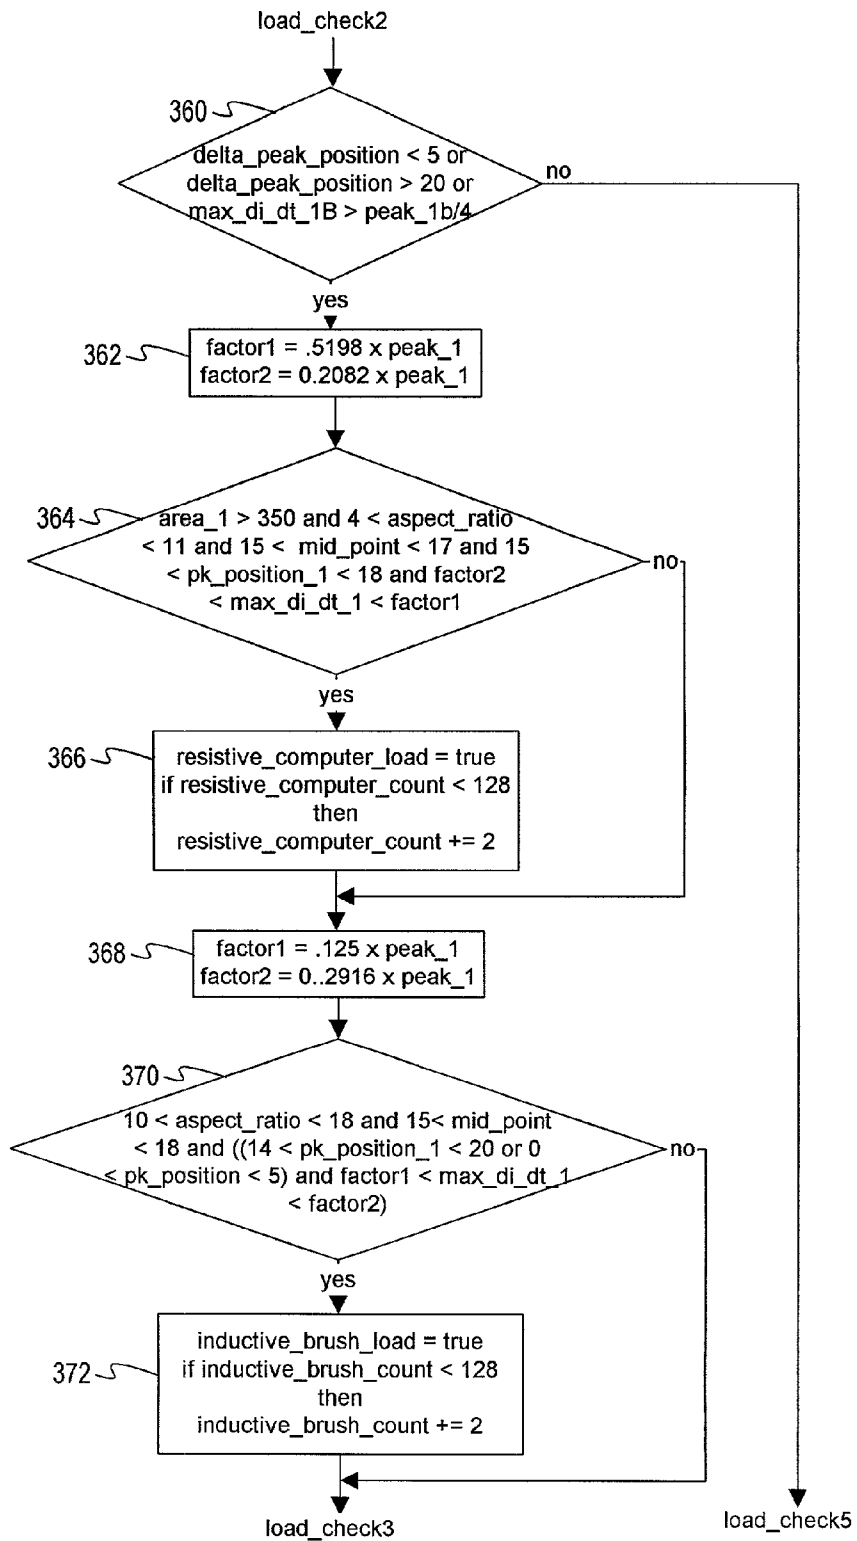 load_check2
360
delta_peak_position < 5 or
delta_peak_position > 20 or
max_di_dt_1B > peak_1b/4
no
yes
362
factor1 = .5198 x peak_1
factor2 = 0.2082 x peak_1
364
area_1 > 350 and 4 < aspect_ratio
< 11 and 15 < mid_point < 17 and 15
< pk_position_1 < 18 and factor2
< max_di_dt_1 < factor1
no
yes
366
resistive_computer_load = true
if resistive_computer_count < 128
then
resistive_computer_count += 2
368
factor1 = .125 x peak_1
factor2 = 0..2916 x peak_1
370
10 < aspect_ratio < 18 and 15< mid_point
< 18 and ((14 < pk_position_1 < 20 or 0
< pk_position < 5) and factor1 < max_di_dt_1
< factor2)
no
yes
372
inductive_brush_load = true
if inductive_brush_count < 128
then
inductive_brush_count += 2
load_check3
load_check5